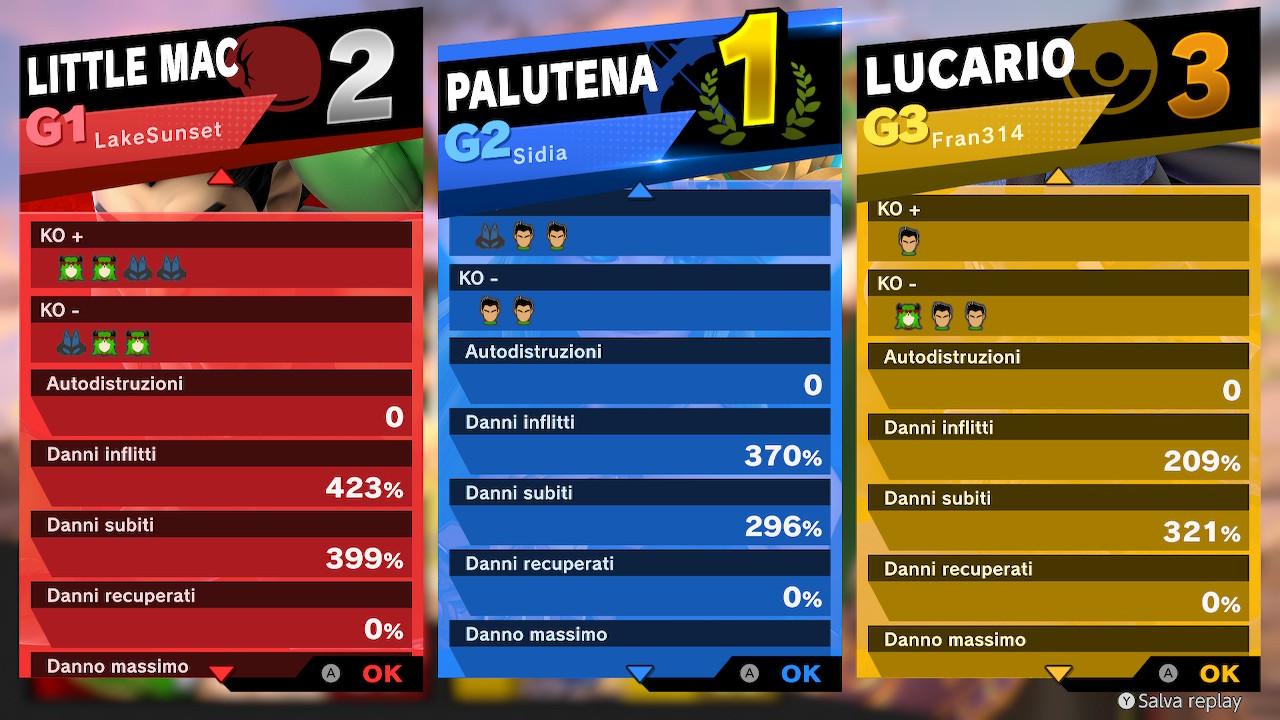 LITTLE MAC
2
G1 LakeSunset
KO +
KO -
Autodistruzioni
0
Danni inflitti
423%
Danni subiti
399%
Danni recuperati
0%
Danno massimo
A OK
PALUTENA
1
G2 Sidia
KO -
Autodistruzioni
0
Danni inflitti
370%
Danni subiti
296%
Danni recuperati
0%
Danno massimo
A OK
LUCARIO
3
G3 Fran314
KO +
KO -
Autodistruzioni
0
Danni inflitti
209%
Danni subiti
321%
Danni recuperati
0%
Danno massimo
A OK
Y Salva replay